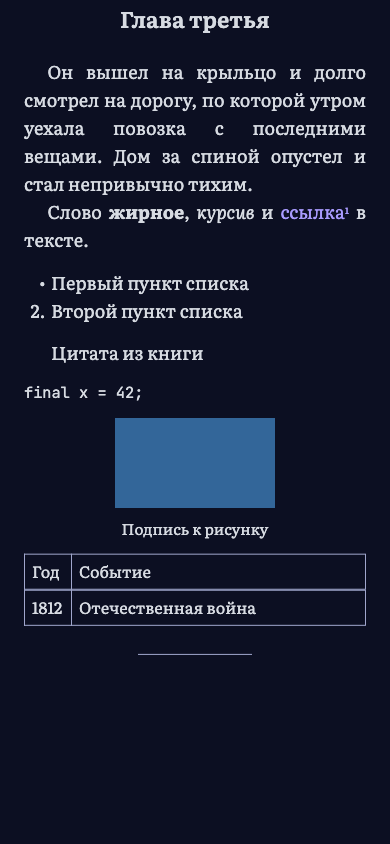 Глава третья
Он вышел на крыльцо и долго
смотрел на дорогу, по которой утром
уехала повозка с последними
вещами. Дом за спиной опустел и
стал непривычно тихим.
Слово жирное, курсив и ссылка¹ в
тексте.
• Первый пункт списка
2. Второй пункт списка
Цитата из книги
final x = 42;
Подпись к рисунку
Год Событие
1812 Отечественная война